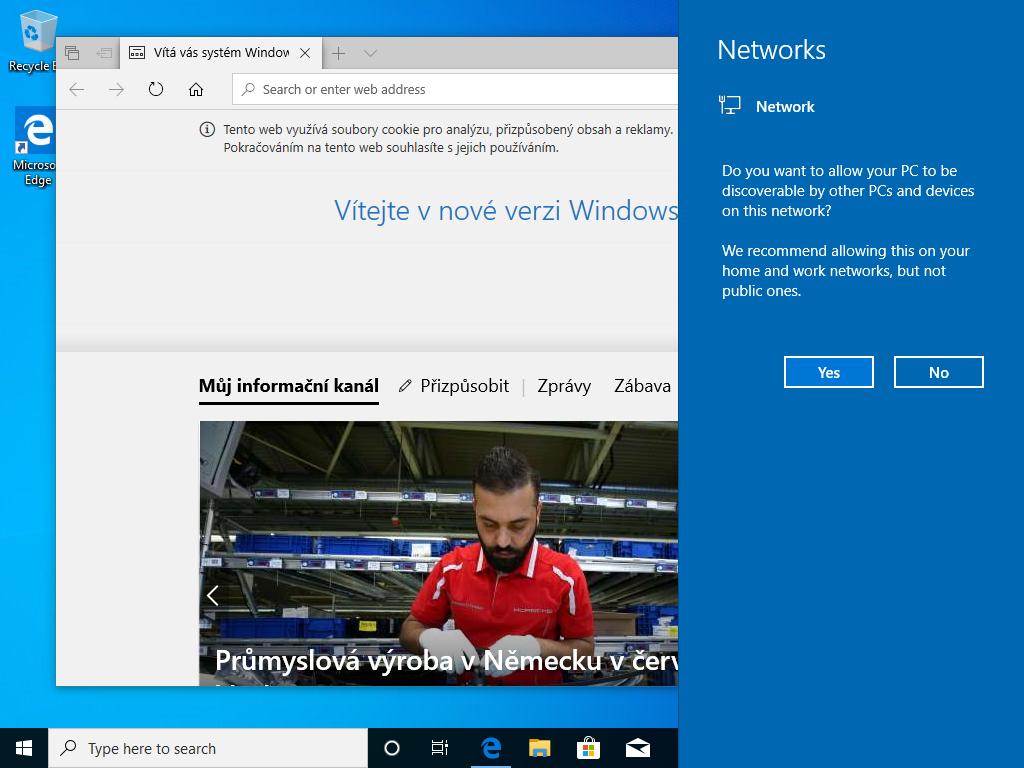 Recycle
Microso
Edge
Vítá vás systém Window
Search or enter web address
Tento web využívá soubory cookie pro analýzu, přizpůsobený obsah a reklamy.
Pokračováním na tento web souhlasíte s jejich používáním.
Vítejte v nové verzi Windows
Můj informační kanál
Přizpůsobit
Zprávy
Zábava
Průmyslová výroba v Německu v červ
Networks
Network
Do you want to allow your PC to be
discoverable by other PCs and devices
on this network?
We recommend allowing this on your
home and work networks, but not
public ones.
Yes
No
Type here to search